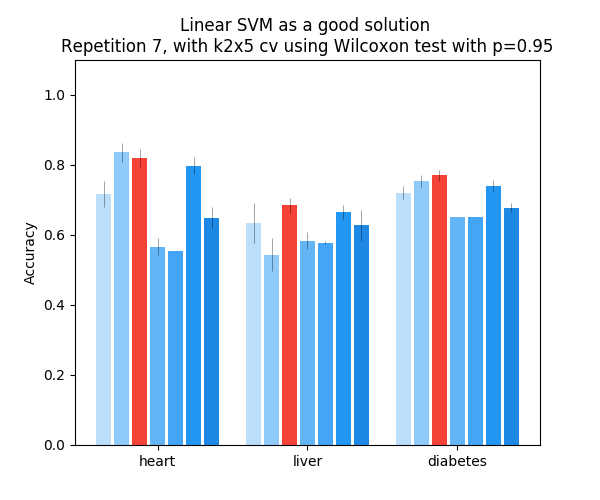 Linear SVM as a good solution
Repetition 7, with k2x5 cv using Wilcoxon test with p=0.95
1.0
0.8
0.6
0.4
0.2
0.0
Accuracy
heart
liver
diabetes